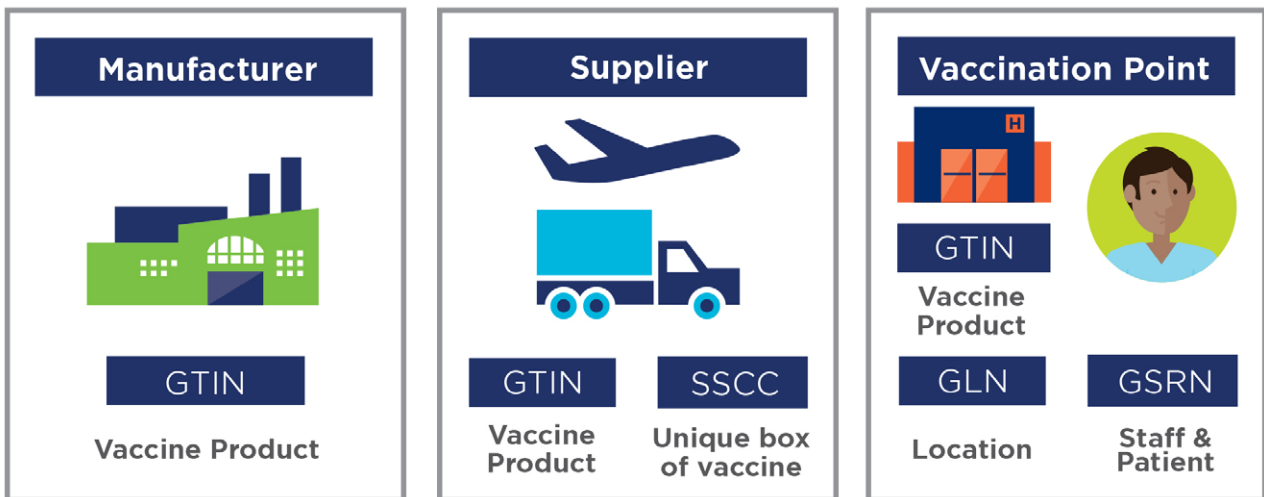 Manufacturer
GTIN
Vaccine Product
Supplier
GTIN
Vaccine
Product
SSCC
Unique box
of vaccine
Vaccination Point
H
GTIN
Vaccine
Product
GLN
Location
GSRN
Staff &
Patient